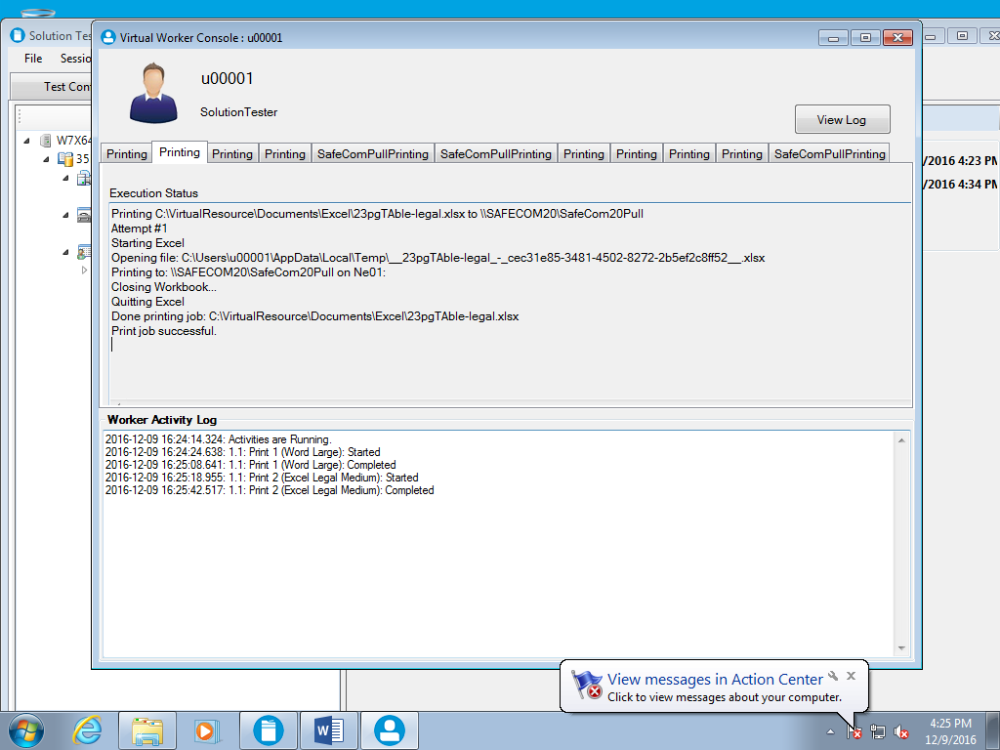 Solution Tes
Virtual Worker Console : u00001
File Sessio
Test Cont
u00001
SolutionTester
View Log
W7X64
35
Printing Printing Printing Printing SafeComPullPrinting SafeComPullPrinting Printing Printing Printing Printing SafeComPullPrinting
/2016 4:23 PM
/2016 4:34 PM
Execution Status
Printing C:\VirtualResource\Documents\Excel\23pgTAble-legal.xlsx to \\SAFECOM20\SafeCom20Pull
Attempt #1
Starting Excel
Opening file: C:\Users\u00001\AppData\Local\Temp\__23pgTAble-legal_-_cec31e85-3481-4502-8272-2b5ef2c8ff52__.xlsx
Printing to: \\SAFECOM20\SafeCom20Pull on Ne01:
Closing Workbook...
Quitting Excel
Done printing job: C:\VirtualResource\Documents\Excel\23pgTAble-legal.xlsx
Print job successful.
Worker Activity Log
2016-12-09 16:24:14.324: Activities are Running.
2016-12-09 16:24:24.638: 1.1: Print 1 (Word Large): Started
2016-12-09 16:25:08.641: 1.1: Print 1 (Word Large): Completed
2016-12-09 16:25:18.955: 1.1: Print 2 (Excel Legal Medium): Started
2016-12-09 16:25:42.517: 1.1: Print 2 (Excel Legal Medium): Completed
View messages in Action Center
Click to view messages about your computer.
W
4:25 PM
12/9/2016